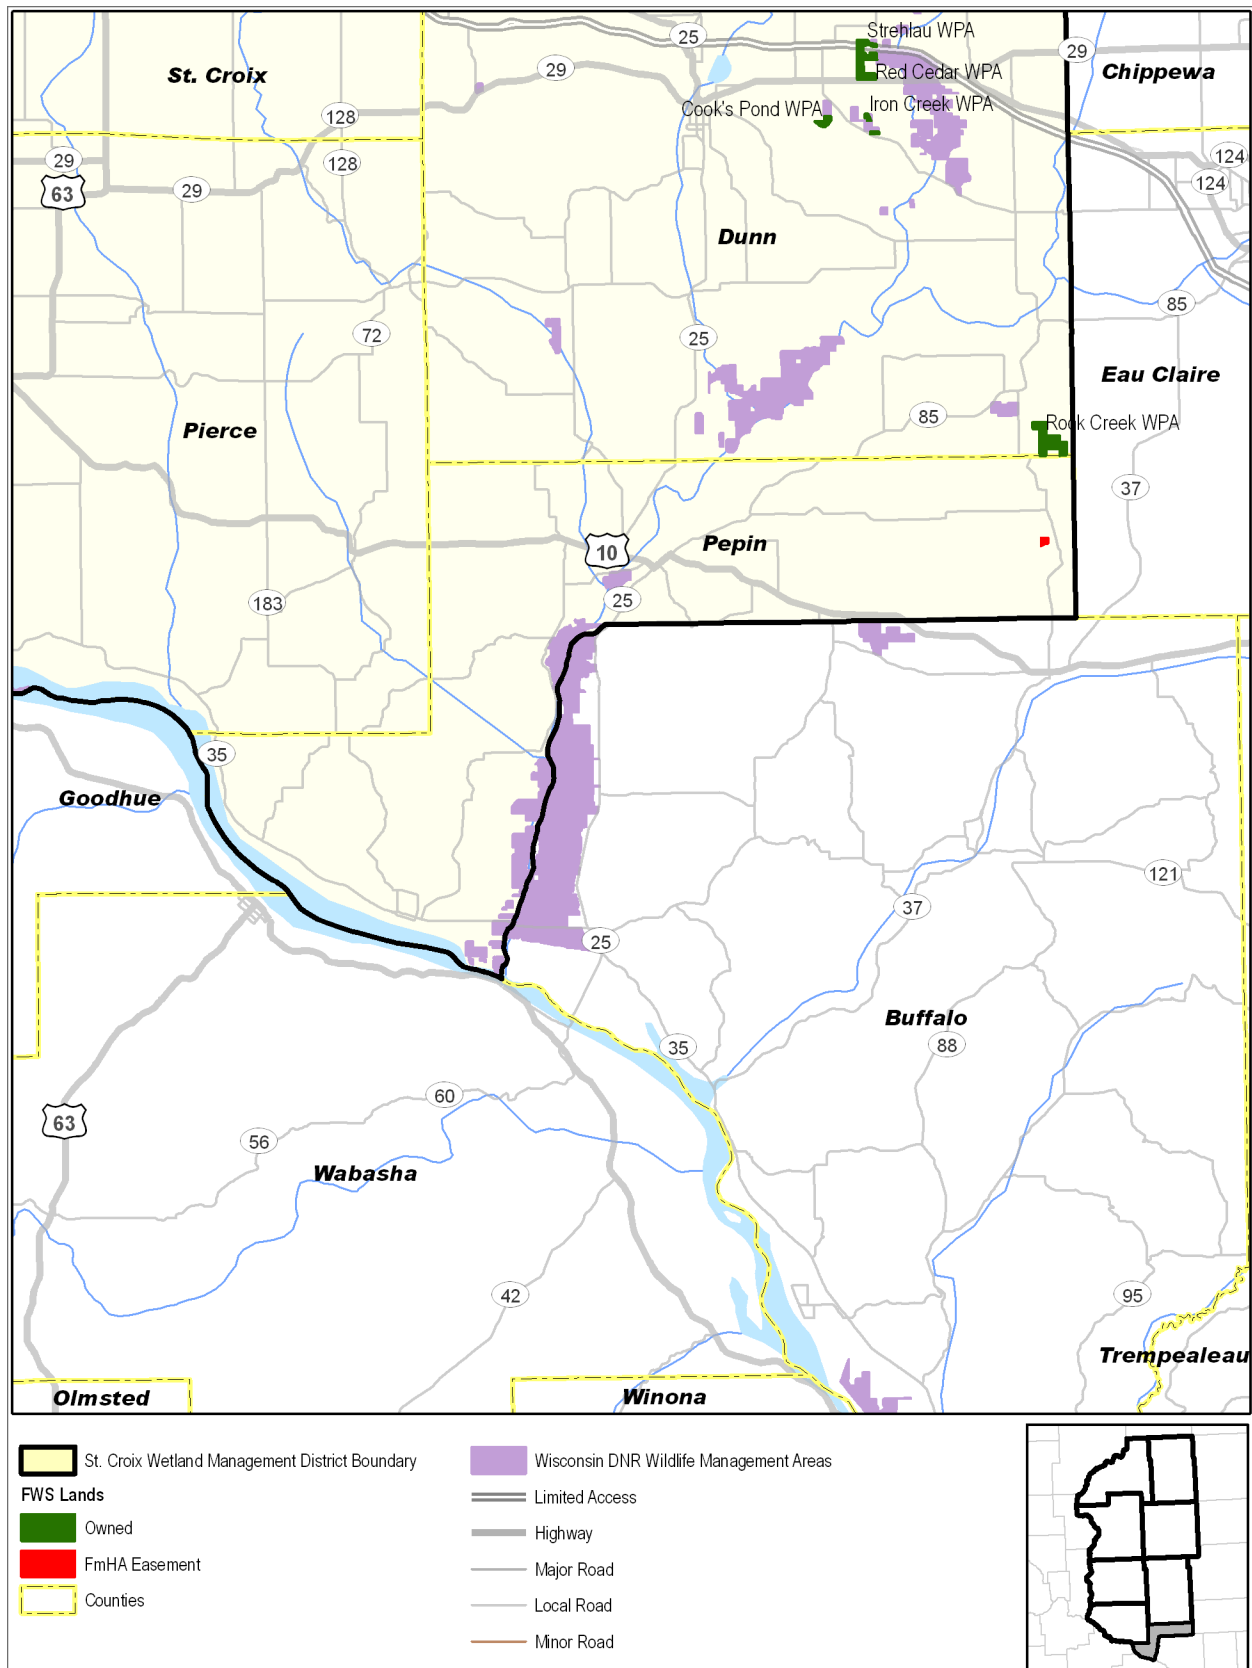 Strehlau WPA
25
29
29
Chippewa
St. Croix
Red Cedar WPA
Cook's Pond WPA
Iron Creek WPA
128
128
29
124
124
63
29
Dunn
85
72
25
Eau Claire
85
Rock Creek WPA
Pierce
37
10
Pepin
25
183
35
Goodhue
121
37
25
Buffalo
88
35
60
63
56
Wabasha
42
95
Trempealeau
Olmsted
Winona
St. Croix Wetland Management District Boundary
FWS Lands
Owned
FmHA Easement
Counties
Wisconsin DNR Wildlife Management Areas
Limited Access
Highway
Major Road
Local Road
Minor Road